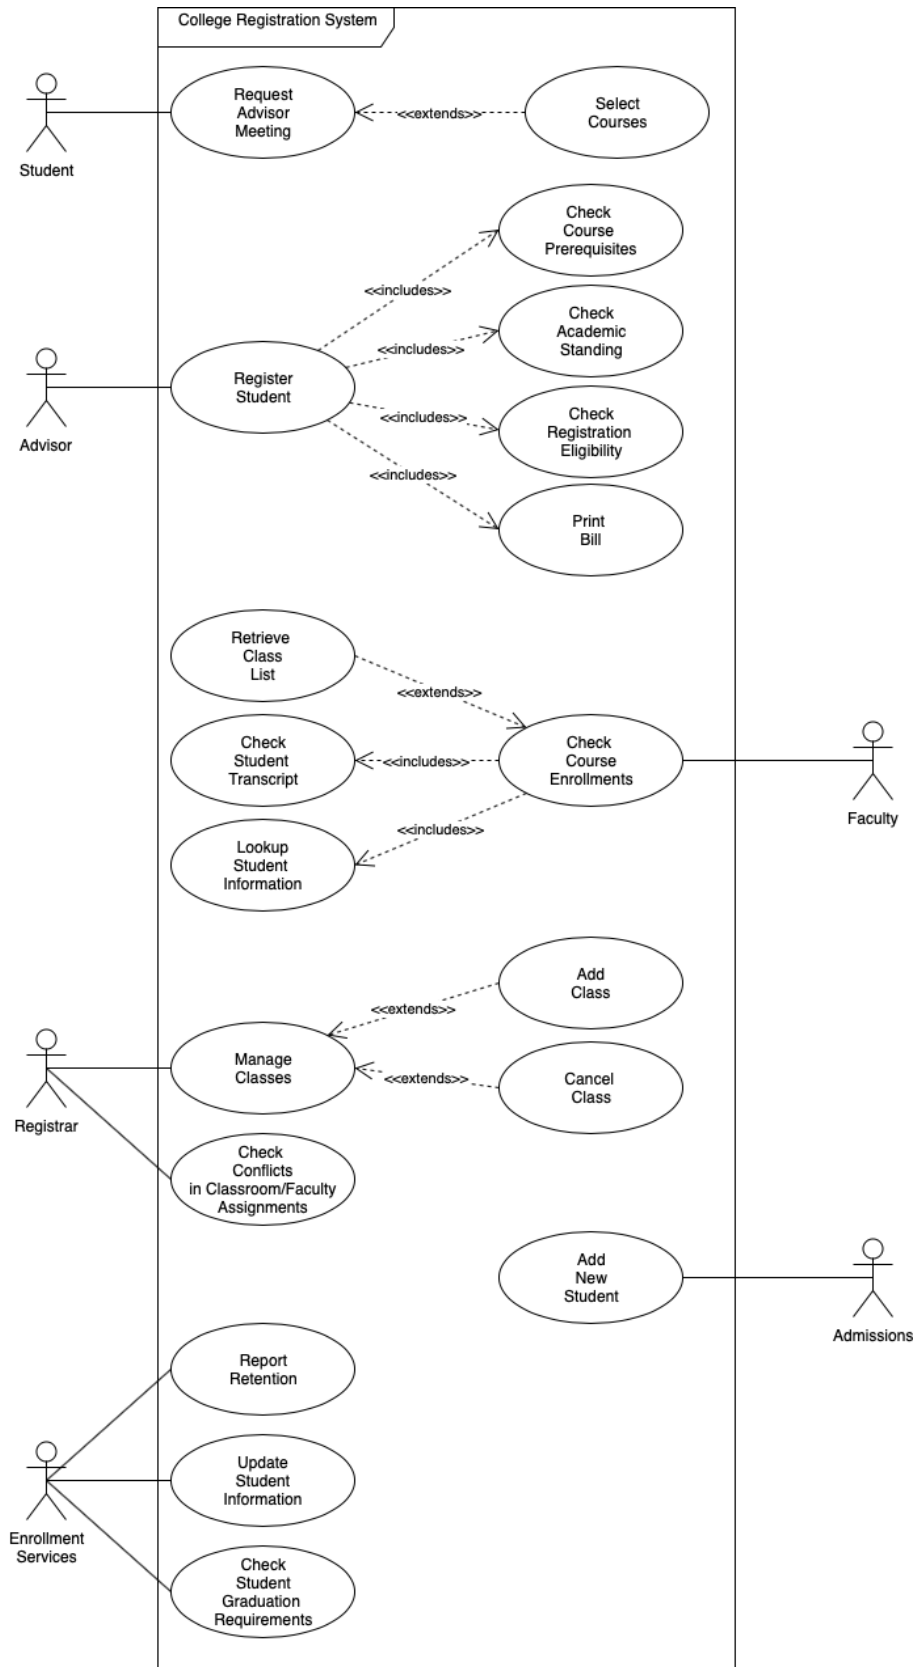 College Registration System
Request
Advisor
Meeting
<<extends>>
Select
Courses
Student
Check
Course
Prerequisites
<<includes>>
Check
Academic
Standing
<<includes>>
Register
Student
Advisor
Check
Registration
Eligibility
<<includes>>
<<includes>>
Print
Bill
Retrieve
Class
List
<<extends>>
Check
Student
Transcript
<<includes>>
Check
Course
Enrollments
Faculty
<<includes>>
Lookup
Student
Information
Add
Class
<<extends>>
Manage
Classes
<<extends>>
Cancel
Class
Registrar
Check
Conflicts
in Classroom/Faculty
Assignments
Add
New
Student
Admissions
Report
Retention
Update
Student
Information
Enrollment
Services
Check
Student
Graduation
Requirements